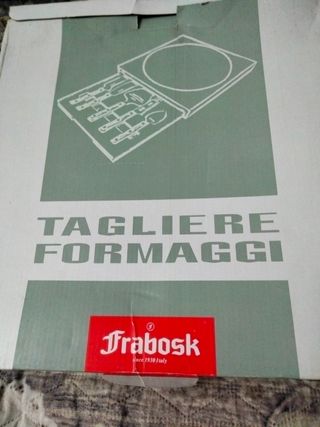 TAGLIERE
FORMAGGI
Frabosk
since 1930 Italy